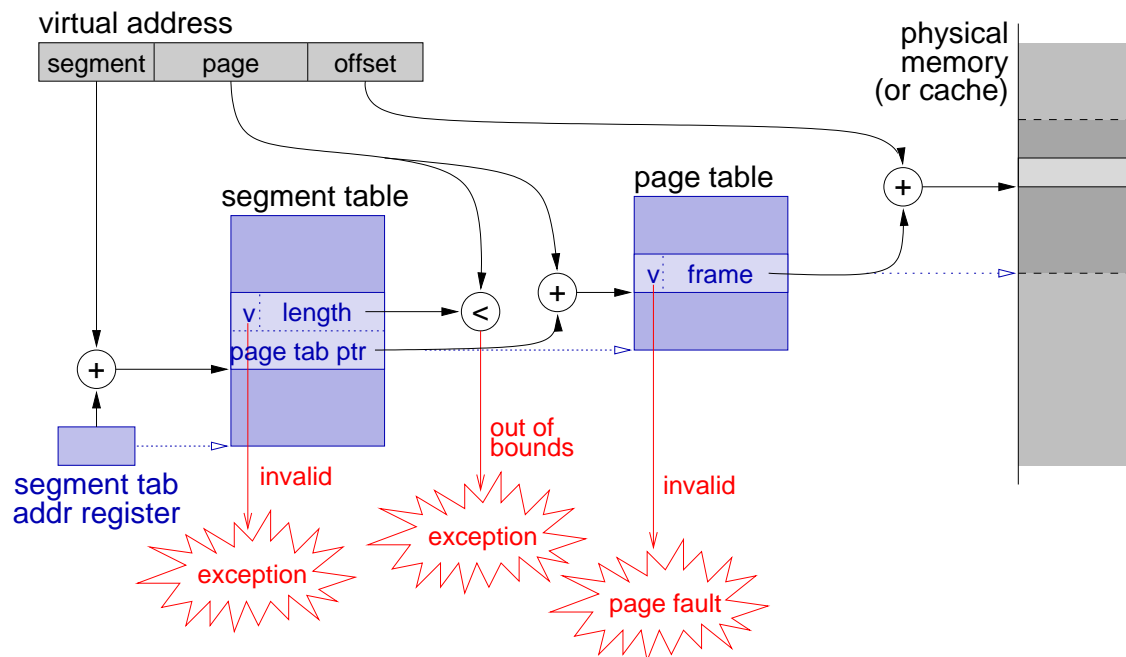 virtual address
segment
page
offset
physical
memory
(or cache)
segment table
page table
v
frame
+
+
v
length
<
+
page tab ptr
+
out of
bounds
invalid
invalid
segment tab
addr register
exception
exception
page fault